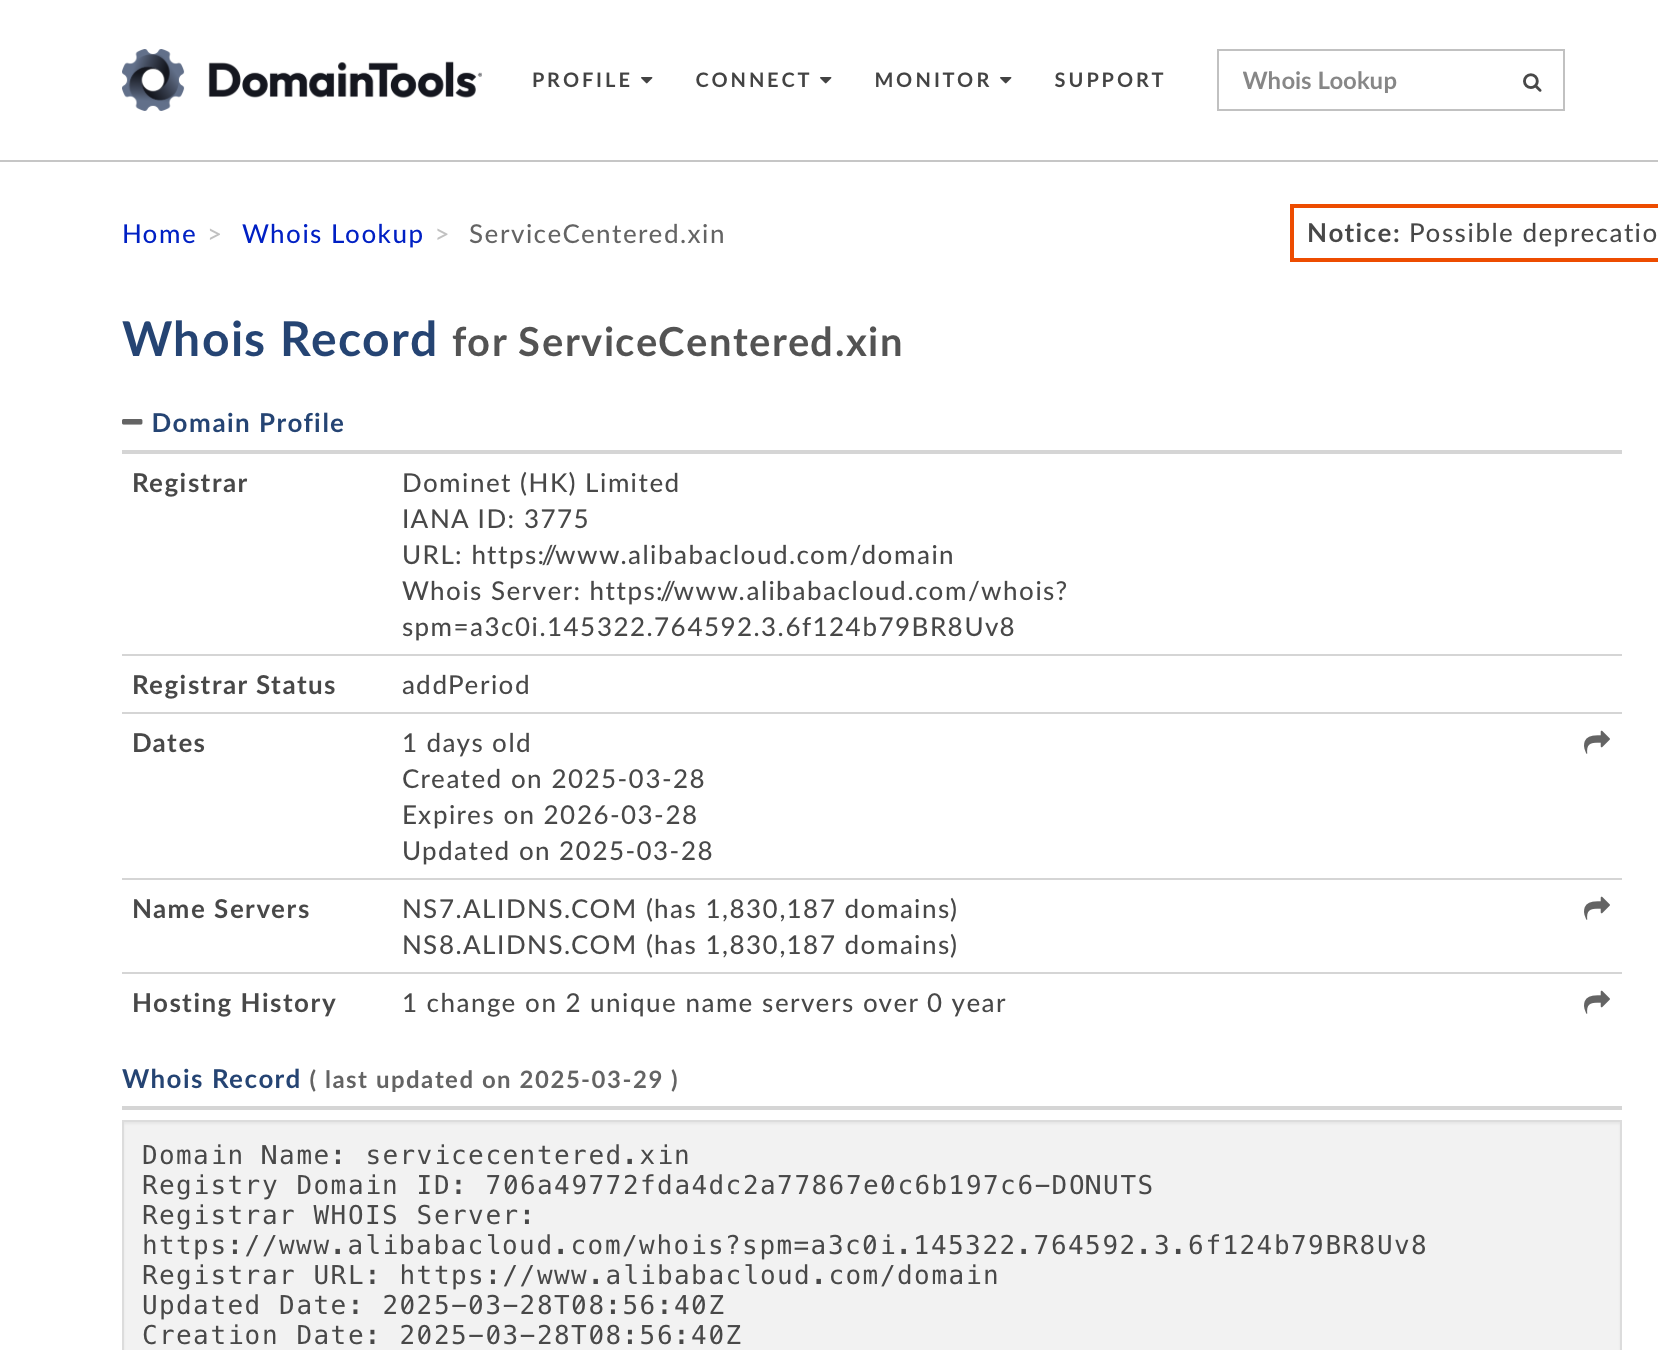 DomainTools
PROFILE CONNECT MONITOR SUPPORT
Whois Lookup
Home > Whois Lookup > ServiceCentered.xin
Notice: Possible deprecatio
Whois Record for ServiceCentered.xin
Domain Profile
Registrar
Dominet (HK) Limited
IANA ID: 3775
URL: https://www.alibabacloud.com/domain
Whois Server: https://www.alibabacloud.com/whois?
spm=a3c0i.145322.764592.3.6f124b79BR8Uv8
Registrar Status
addPeriod
Dates
1 days old
Created on 2025-03-28
Expires on 2026-03-28
Updated on 2025-03-28
Name Servers
NS7.ALIDNS.COM (has 1,830,187 domains)
NS8.ALIDNS.COM (has 1,830,187 domains)
Hosting History
1 change on 2 unique name servers over 0 year
Whois Record ( last updated on 2025-03-29 )
Domain Name: servicecentered.xin
Registry Domain ID: 706a49772fda4dc2a77867e0c6b197c6-DONUTS
Registrar WHOIS Server:
https://www.alibabacloud.com/whois?spm=a3c0i.145322.764592.3.6f124b79BR8Uv8
Registrar URL: https://www.alibabacloud.com/domain
Updated Date: 2025-03-28T08:56:40Z
Creation Date: 2025-03-28T08:56:40Z